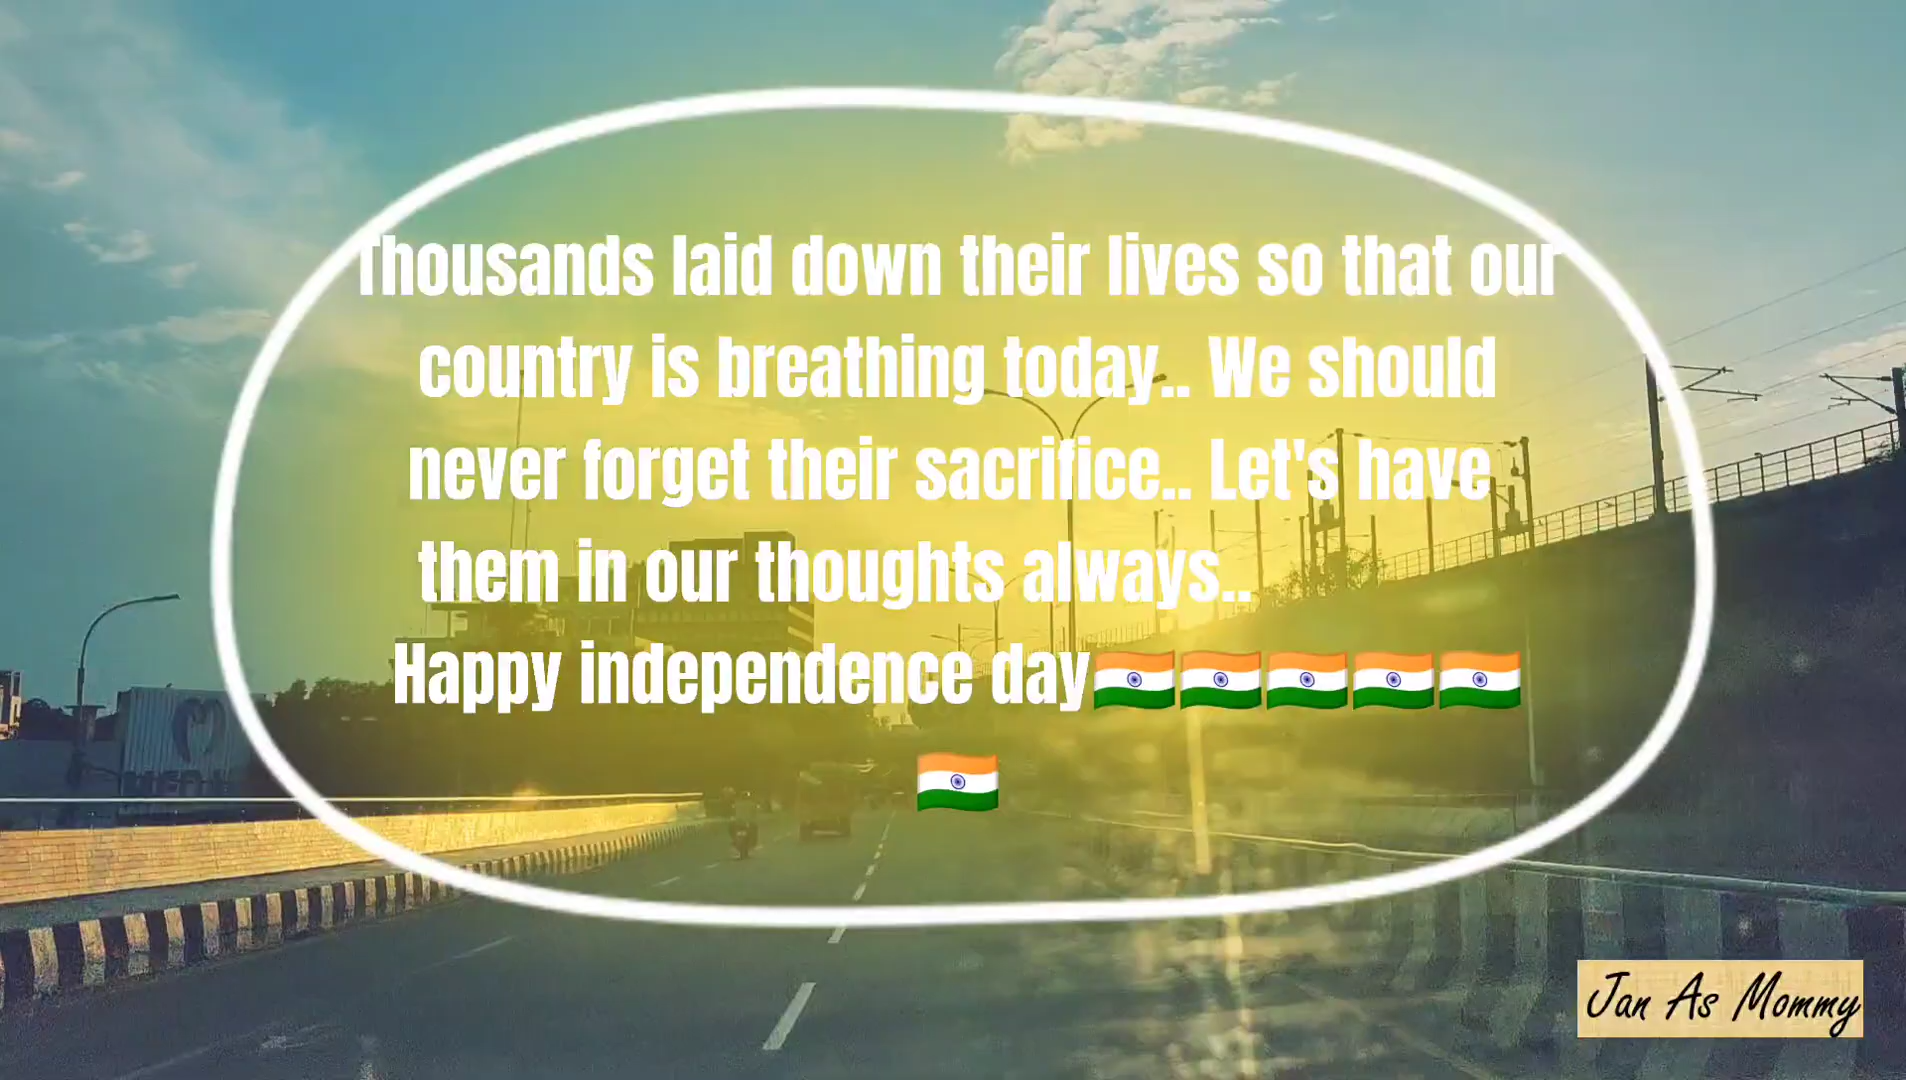 Thousands laid down their lives so that our
country is breathing today.. We should
never forget their sacrifice.. Let's have
them in our thoughts always..
Happy independence day🇮🇳🇮🇳🇮🇳🇮🇳🇮🇳
🇮🇳
Jan As Mommy